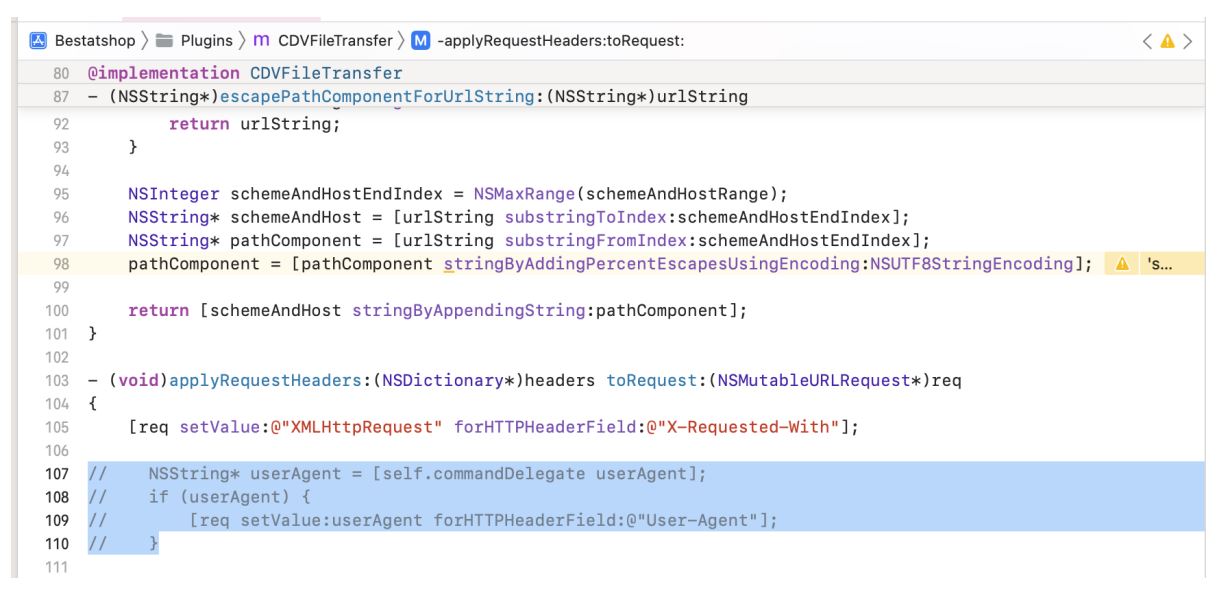 Bestatshop 〉 Plugins 〉 m CDVFileTransfer 〉 M -applyRequestHeaders:toRequest:
80 @implementation CDVFileTransfer
87 - (NSString*)escapePathComponentForUrlString:(NSString*)urlString
92         return urlString;
93     }
94
95     NSInteger schemeAndHostEndIndex = NSMaxRange(schemeAndHostRange);
96     NSString* schemeAndHost = [urlString substringToIndex:schemeAndHostEndIndex];
97     NSString* pathComponent = [urlString substringFromIndex:schemeAndHostEndIndex];
98     pathComponent = [pathComponent stringByAddingPercentEscapesUsingEncoding:NSUTF8StringEncoding]; 's...
99
100     return [schemeAndHost stringByAppendingString:pathComponent];
101 }
102
103 - (void)applyRequestHeaders:(NSDictionary*)headers toRequest:(NSMutableURLRequest*)req
104 {
105     [req setValue:@"XMLHttpRequest" forHTTPHeaderField:@"X-Requested-With"];
106
107 //    NSString* userAgent = [self.commandDelegate userAgent];
108 //    if (userAgent) {
109 //        [req setValue:userAgent forHTTPHeaderField:@"User-Agent"];
110 //    }
111